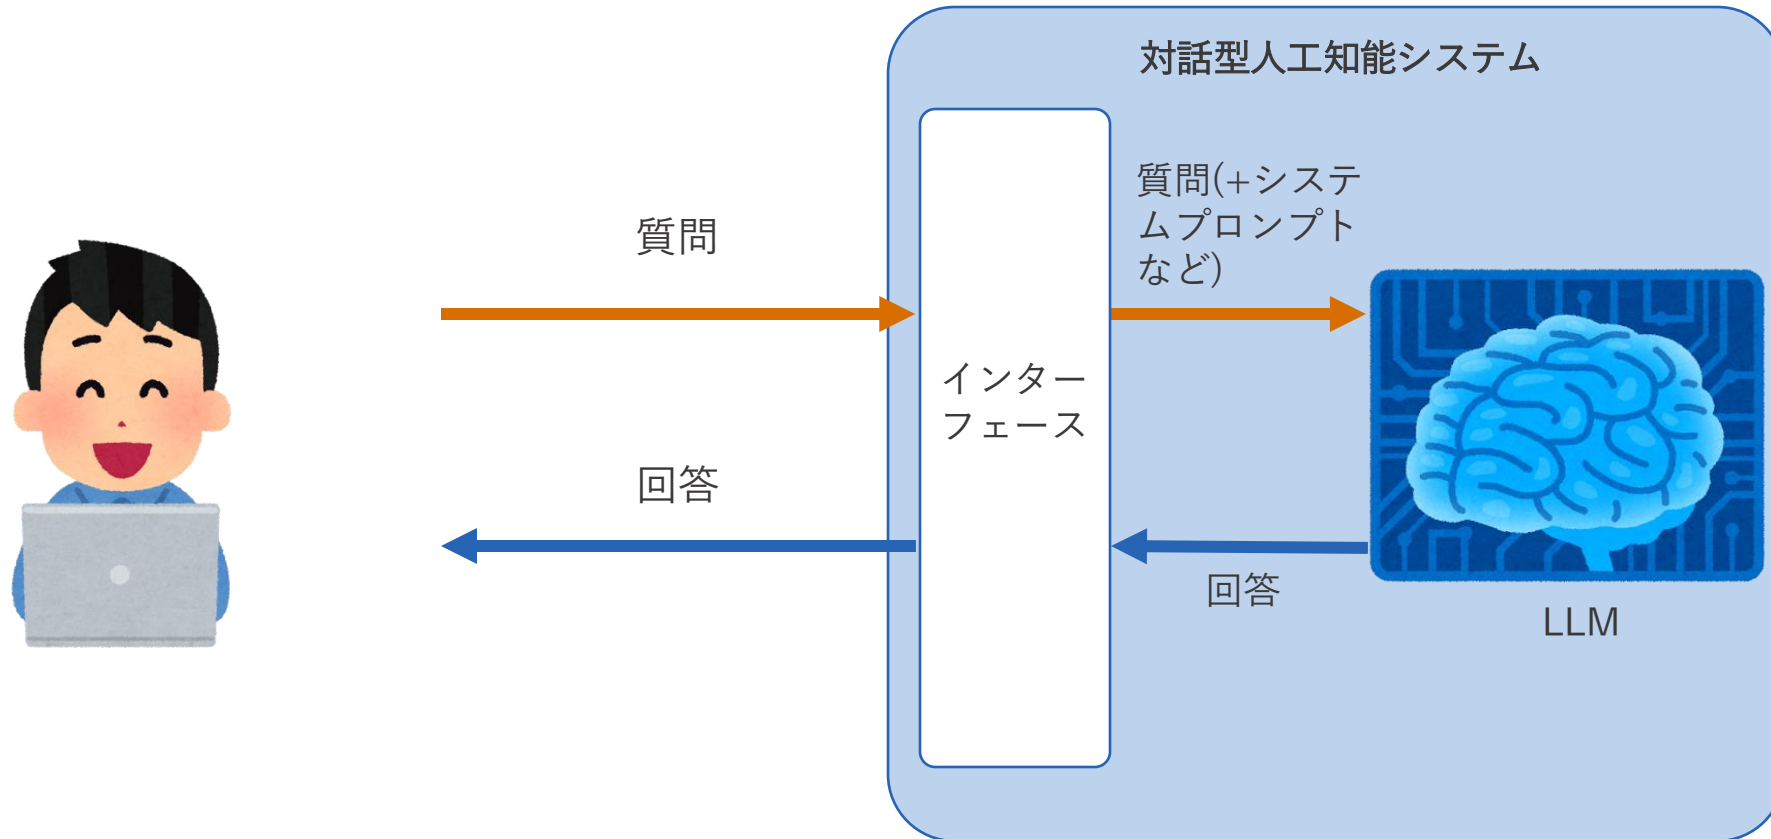 対話型人工知能システム
質問
質問(+システ
ムプロンプト
など)
インター
フェース
回答
回答
LLM